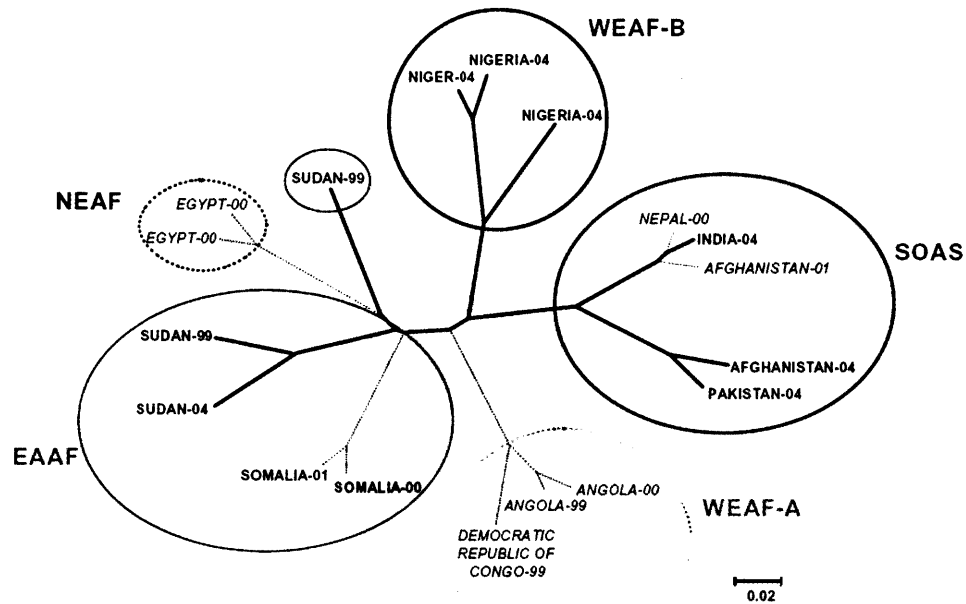 WEAF-B
NIGERIA-04
NIGER-04
NIGERIA-04
SUDAN-99
NEAF
EGYPT-00
EGYPT-00
NEPAL-00
INDIA-04
AFGHANISTAN-01
SOAS
SUDAN-99
AFGHANISTAN-04
PAKISTAN-04
SUDAN-04
EAAF
SOMALIA-01
SOMALIA-00
ANGOLA-00
ANGOLA-99
WEAF-A
DEMOCRATIC
REPUBLIC OF
CONGO-99
0.02